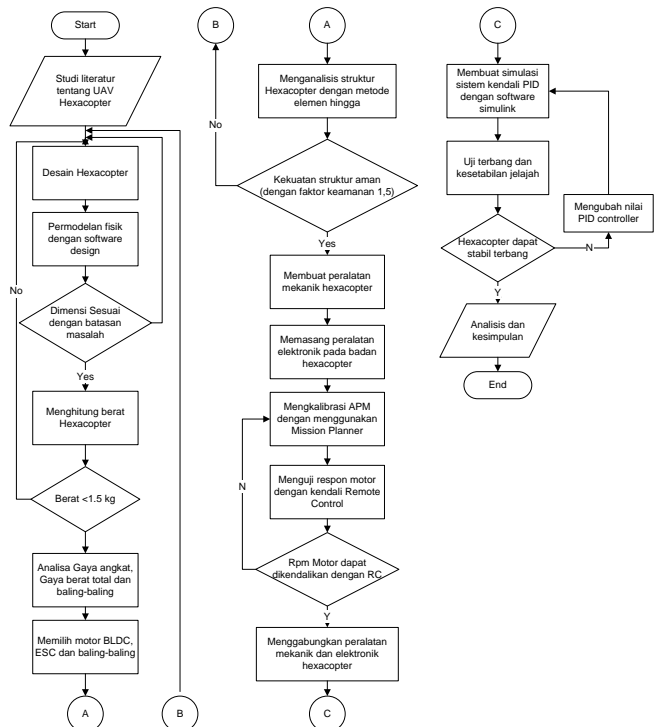 Start
Studi literatur
tentang UAV
Hexacopter
Desain Hexacopter
Permodelan fisik
dengan software
design
No
Dimensi Sesuai
dengan batasan
masalah
Yes
Menghitung berat
Hexacopter
Berat <1.5 kg
Analisa Gaya angkat,
Gaya berat total dan
baling-baling
Memilih motor BLDC,
ESC dan baling-baling
A
B
B
No
A
Menganalisis struktur
Hexacopter dengan metode
elemen hingga
Kekuatan struktur aman
(dengan faktor keamanan 1,5)
Yes
Membuat peralatan
mekanik hexacopter
Memasang peralatan
elektronik pada badan
hexacopter
Mengkalibrasi APM
dengan menggunakan
Mission Planner
N
Menguji respon motor
dengan kendali Remote
Control
Rpm Motor dapat
dikendalikan dengan RC
Y
Menggabungkan peralatan
mekanik dan elektronik
hexacopter
C
C
Membuat simulasi
sistem kendali PID
dengan software
simulink
Uji terbang dan
kesetabilan jelajah
Mengubah nilai
PID controller
Hexacopter dapat
stabil terbang
N
Y
Analisis dan
kesimpulan
End